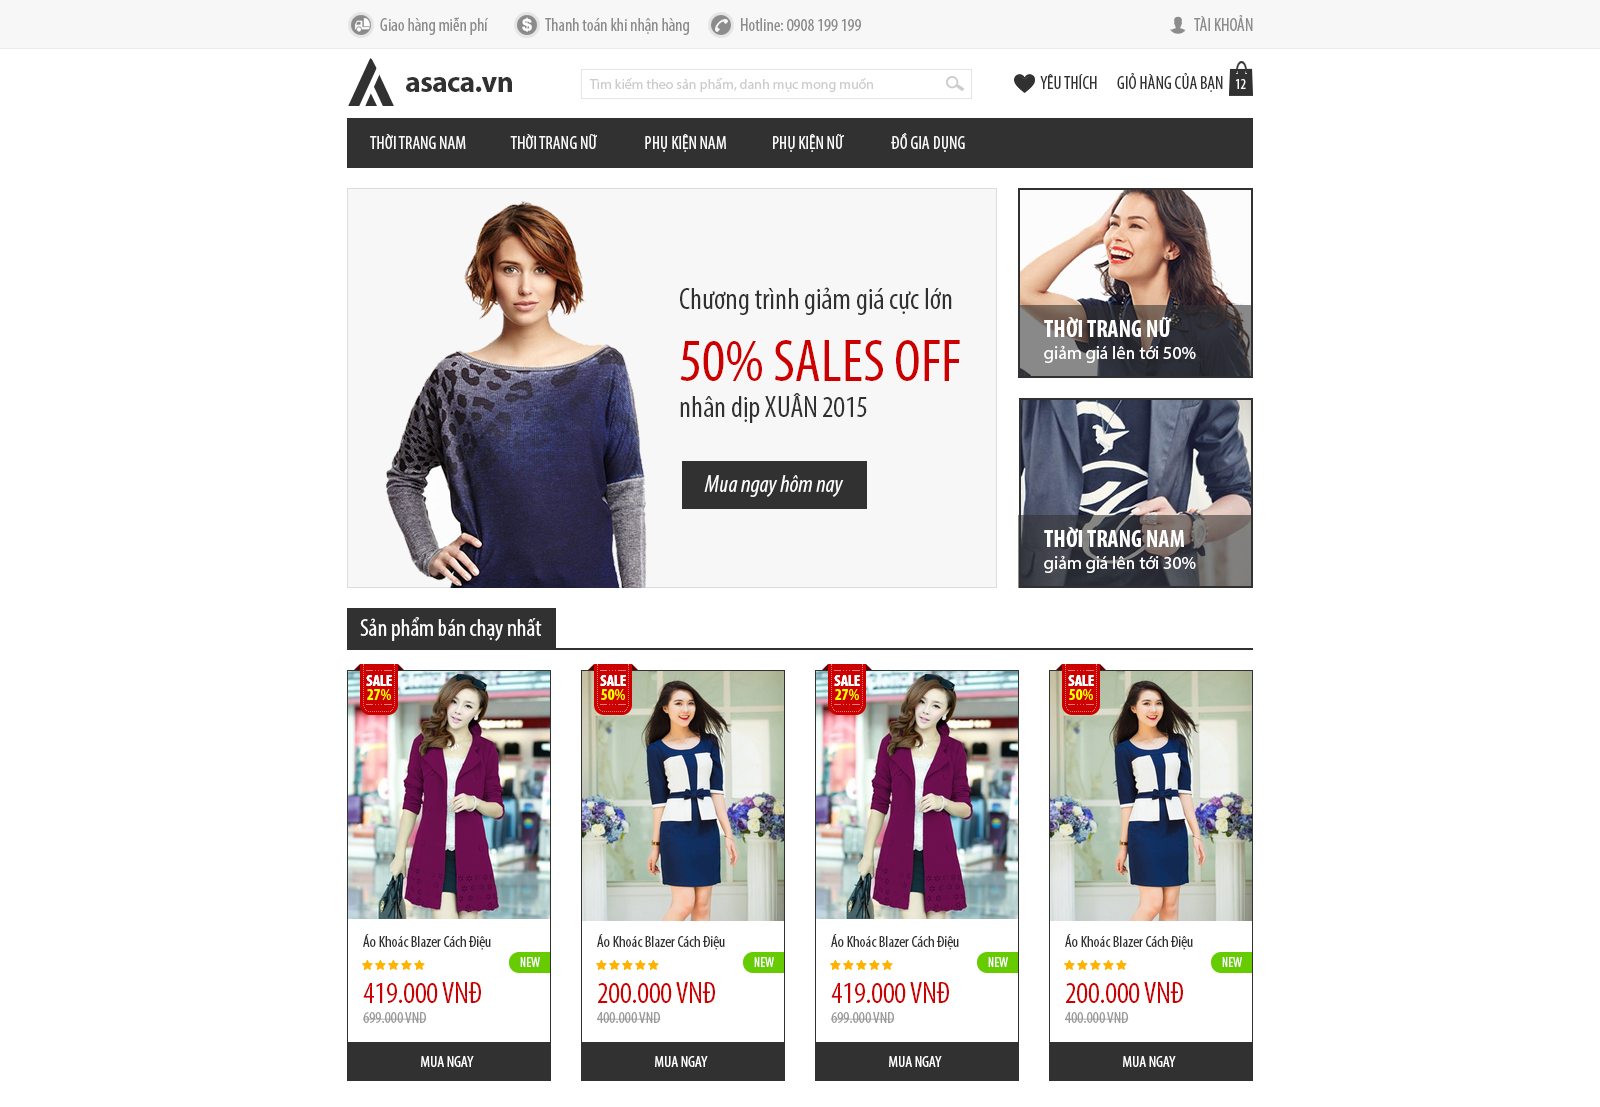 Giao hàng miễn phí
Thanh toán khi nhận hàng
Hotline: 0908 199 199
TÀI KHOẢN
asaca.vn
Tìm kiếm theo sản phẩm, danh mục mong muốn
YÊU THÍCH
GIỎ HÀNG CỦA BẠN
12
THỜI TRANG NAM
THỜI TRANG NỮ
PHỤ KIỆN NAM
PHỤ KIỆN NỮ
ĐỒ GIA DỤNG
Chương trình giảm giá cực lớn
50% SALES OFF
nhân dịp XUÂN 2015
Mua ngay hôm nay
THỜI TRANG NỮ
giảm giá lên tới 50%
THỜI TRANG NAM
giảm giá lên tới 30%
Sản phẩm bán chạy nhất
SALE
27%
Áo Khoác Blazer Cách Điệu
NEW
419.000 VNĐ
699.000 VNĐ
MUA NGAY
SALE
50%
Áo Khoác Blazer Cách Điệu
NEW
200.000 VNĐ
400.000 VNĐ
MUA NGAY
SALE
27%
Áo Khoác Blazer Cách Điệu
NEW
419.000 VNĐ
699.000 VNĐ
MUA NGAY
SALE
50%
Áo Khoác Blazer Cách Điệu
NEW
200.000 VNĐ
400.000 VNĐ
MUA NGAY